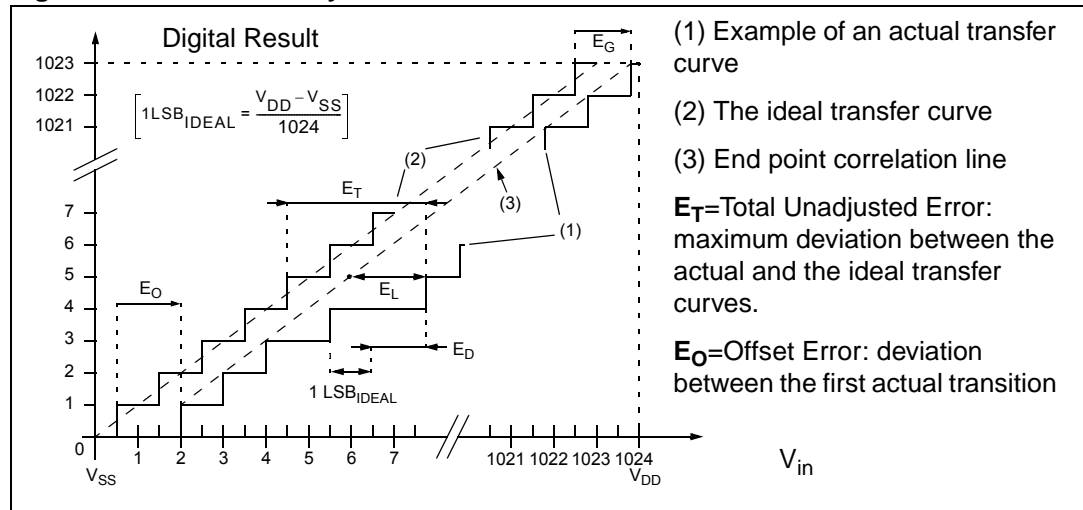 Digital Result
E_G
1023
1022
1021
[1LSB_IDEAL = (V_DD – V_SS) / 1024]
(2)
E_T
(3)
(1)
7
6
5
4
3
2
1
0
E_O
E_L
E_D
1 LSB_IDEAL
1 2 3 4 5 6 7 1021 1022 1023 1024
V_SS V_DD
V_in
(1) Example of an actual transfer
curve
(2) The ideal transfer curve
(3) End point correlation line
E_T=Total Unadjusted Error:
maximum deviation between the
actual and the ideal transfer
curves.
E_O=Offset Error: deviation
between the first actual transition